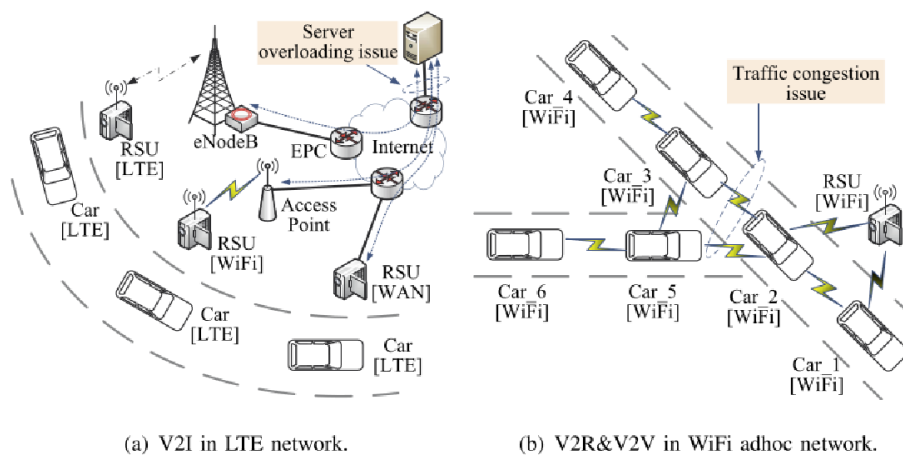 Server
overloading issue
RSU
[LTE]
eNodeB
EPC
Internet
Car
[LTE]
RSU
[WiFi]
Access
Point
RSU
[WAN]
Car
[LTE]
Car
[LTE]
(a) V2I in LTE network.
Traffic congestion
issue
Car_4
[WiFi]
Car_3
[WiFi]
RSU
[WiFi]
Car_6
[WiFi]
Car_5
[WiFi]
Car_2
[WiFi]
Car_1
[WiFi]
(b) V2R&V2V in WiFi adhoc network.